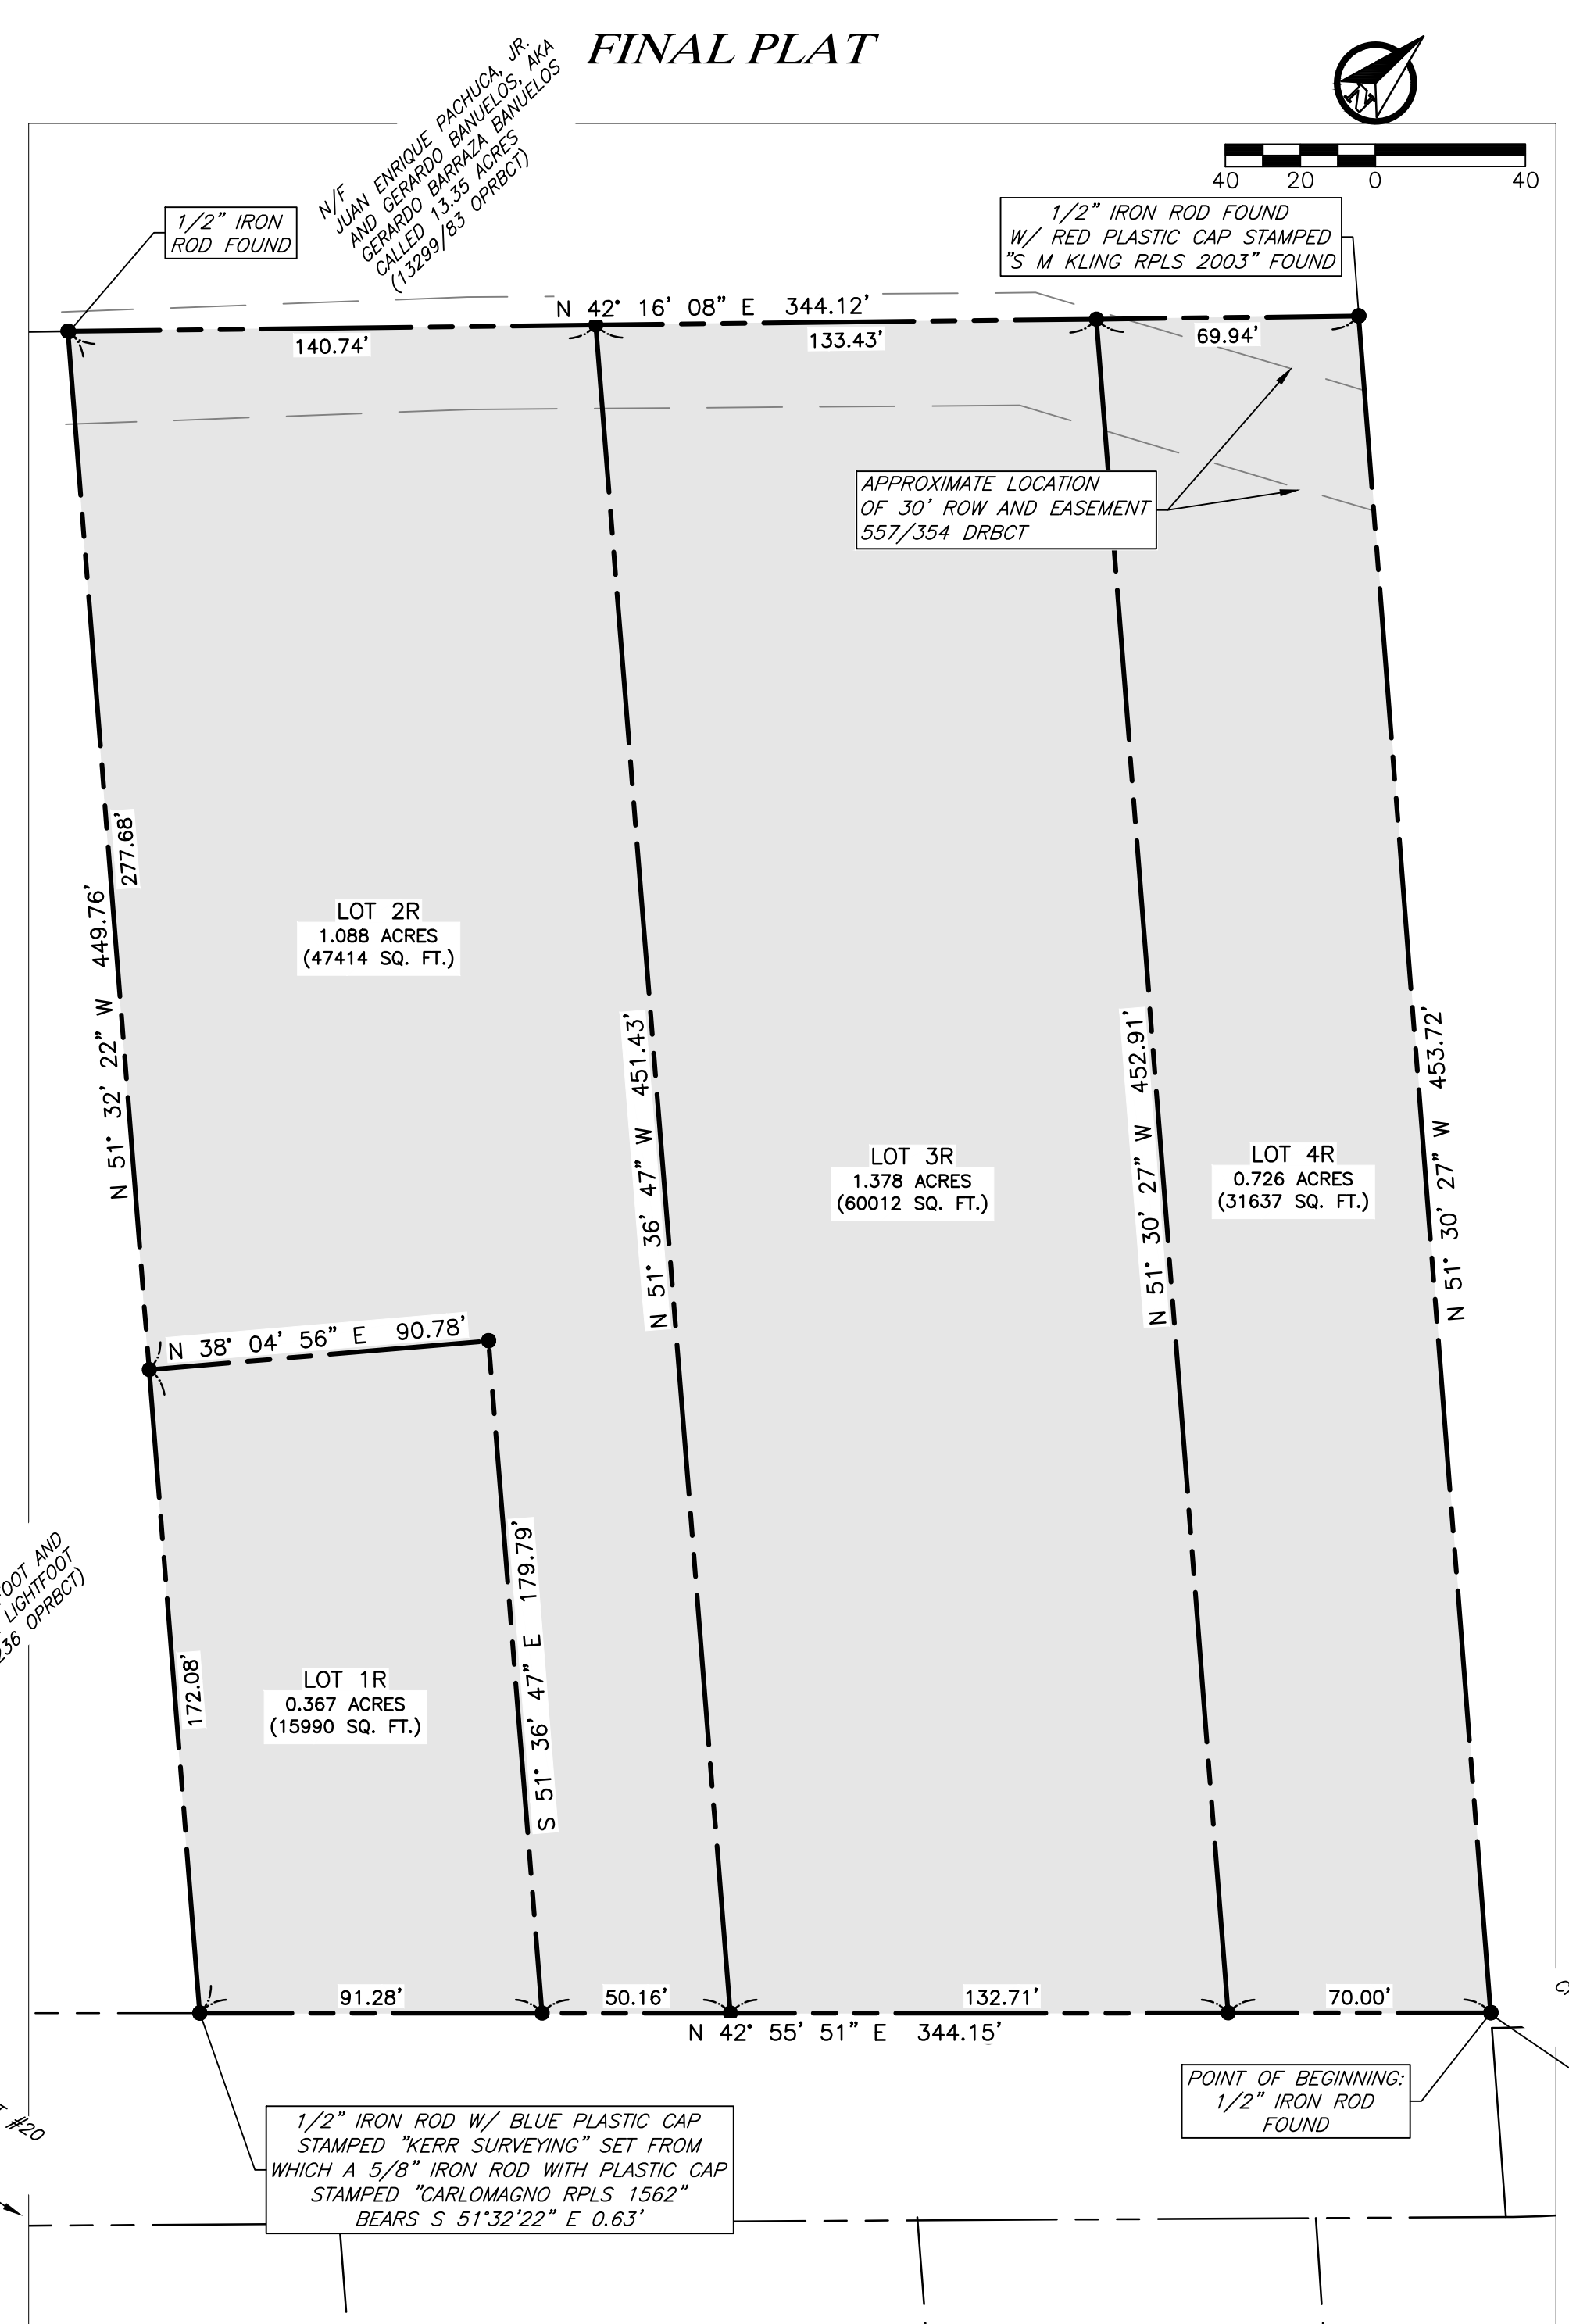 FINAL PLAT
N
40 20 0 40
N/F
JUAN ENRIQUE PACHUCA, JR.
AND GERARDO BANUELOS, AKA
GERARDO BARRAZA BANUELOS
CALLED 13.35 ACRES
(13299/83 OPRBCT)
1/2" IRON
ROD FOUND
1/2" IRON ROD FOUND
W/ RED PLASTIC CAP STAMPED
"S M KLING RPLS 2003" FOUND
N 42° 16' 08" E 344.12'
140.74'
133.43'
69.94'
APPROXIMATE LOCATION
OF 30' ROW AND EASEMENT
557/354 DRBCT
277.68'
N 51° 32' 22" W 449.76'
LOT 2R
1.088 ACRES
(47414 SQ. FT.)
N 51° 36' 47" W 451.43'
LOT 3R
1.378 ACRES
(60012 SQ. FT.)
N 51° 30' 27" W 452.91'
LOT 4R
0.726 ACRES
(31637 SQ. FT.)
N 51° 30' 27" W 453.72'
N 38° 04' 56" E 90.78'
S 51° 36' 47" E 179.79'
172.08'
LOT 1R
0.367 ACRES
(15990 SQ. FT.)
FOOT AND
LIGHTFOOT
236 OPRBCT)
91.28'
50.16'
132.71'
70.00'
N 42° 55' 51" E 344.15'
POINT OF BEGINNING:
1/2" IRON ROD
FOUND
1/2" IRON ROD W/ BLUE PLASTIC CAP
STAMPED "KERR SURVEYING" SET FROM
WHICH A 5/8" IRON ROD WITH PLASTIC CAP
STAMPED "CARLOMAGNO RPLS 1562"
BEARS S 51°32'22" E 0.63'
#20